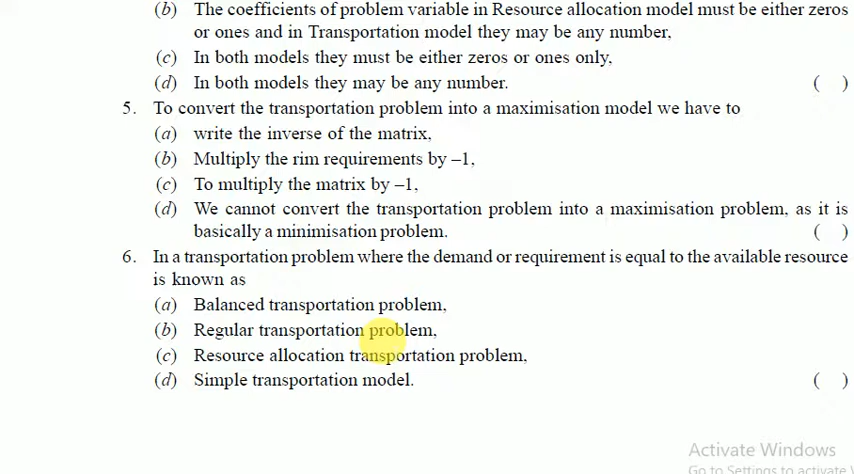 (b) The coefficients of problem variable in Resource allocation model must be either zeros
or ones and in Transportation model they may be any number,
(c) In both models they must be either zeros or ones only,
(d) In both models they may be any number. ( )
5. To convert the transportation problem into a maximisation model we have to
(a) write the inverse of the matrix,
(b) Multiply the rim requirements by –1,
(c) To multiply the matrix by –1,
(d) We cannot convert the transportation problem into a maximisation problem, as it is
basically a minimisation problem. ( )
6. In a transportation problem where the demand or requirement is equal to the available resource
is known as
(a) Balanced transportation problem,
(b) Regular transportation problem,
(c) Resource allocation transportation problem,
(d) Simple transportation model. ( )
Activate Windows
Go to Settings to activate